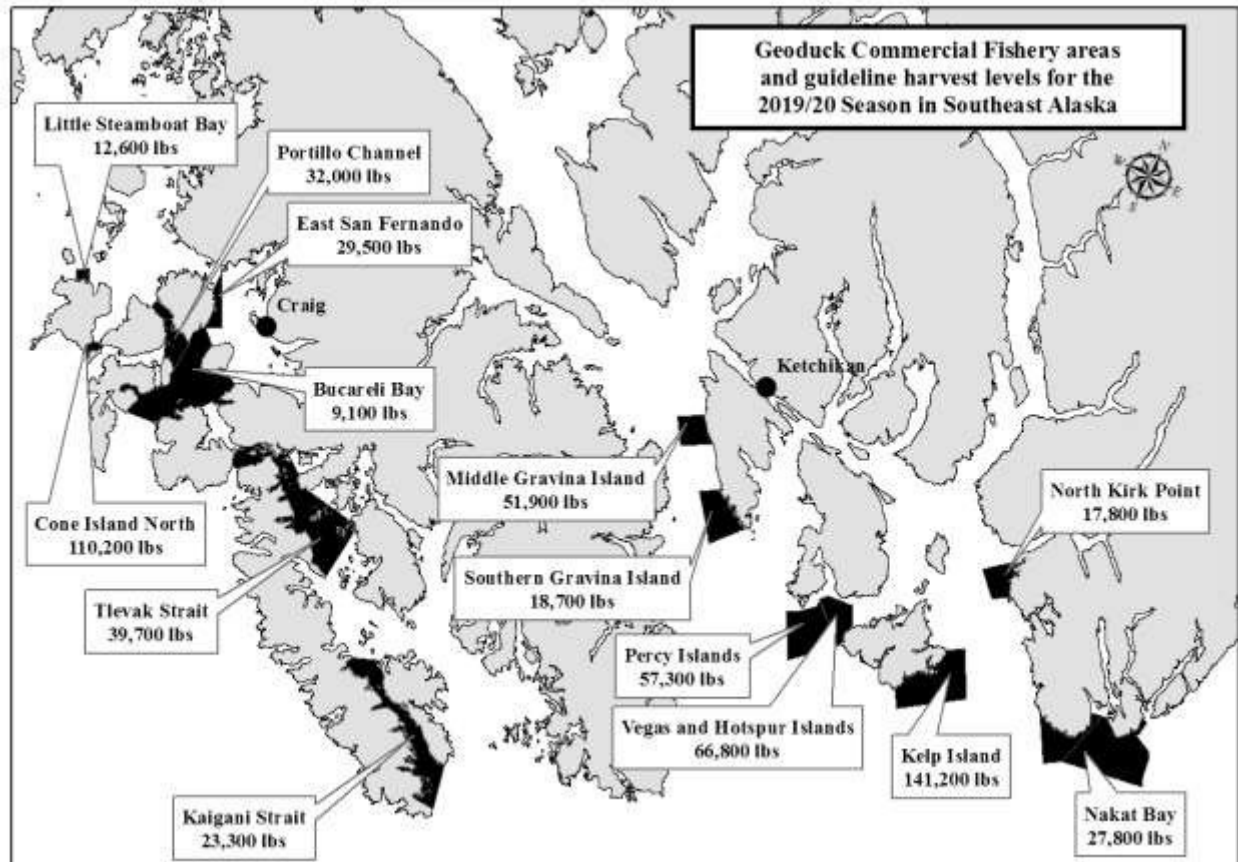 Geoduck Commercial Fishery areas
and guideline harvest levels for the
2019/20 Season in Southeast Alaska
Little Steamboat Bay
12,600 lbs
Portillo Channel
32,000 lbs
East San Fernando
29,500 lbs
N
W
E
S
Craig
Ketchikan
Bucareli Bay
9,100 lbs
Middle Gravina Island
51,900 lbs
North Kirk Point
17,800 lbs
Cone Island North
110,200 lbs
Southern Gravina Island
18,700 lbs
Tlevak Strait
39,700 lbs
Percy Islands
57,300 lbs
Vegas and Hotspur Islands
66,800 lbs
Kelp Island
141,200 lbs
Kaigani Strait
23,300 lbs
Nakat Bay
27,800 lbs